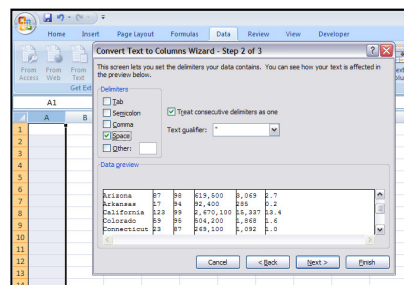 Home Insert Page Layout Formulas Data Review View Developer
From Access
From Web
From Text
Get Ext
A1
A B
1
2
3
4
5
6
7
8
9
10
11
12
13
14
Convert Text to Columns Wizard - Step 2 of 3
This screen lets you set the delimiters your data contains. You can see how your text is affected in
the preview below.
Delimiters
Tab
Semicolon
Comma
Space
Other:
Treat consecutive delimiters as one
Text qualifier: "
Data preview
Arizona 87 98 619,500 3,069 2.7
Arkansas 17 94 92,400 285 0.2
California 123 99 2,670,100 15,337 13.4
Colorado 59 95 504,200 1,868 1.6
Connecticut 23 87 269,100 1,092 1.0
Cancel < Back Next > Finish